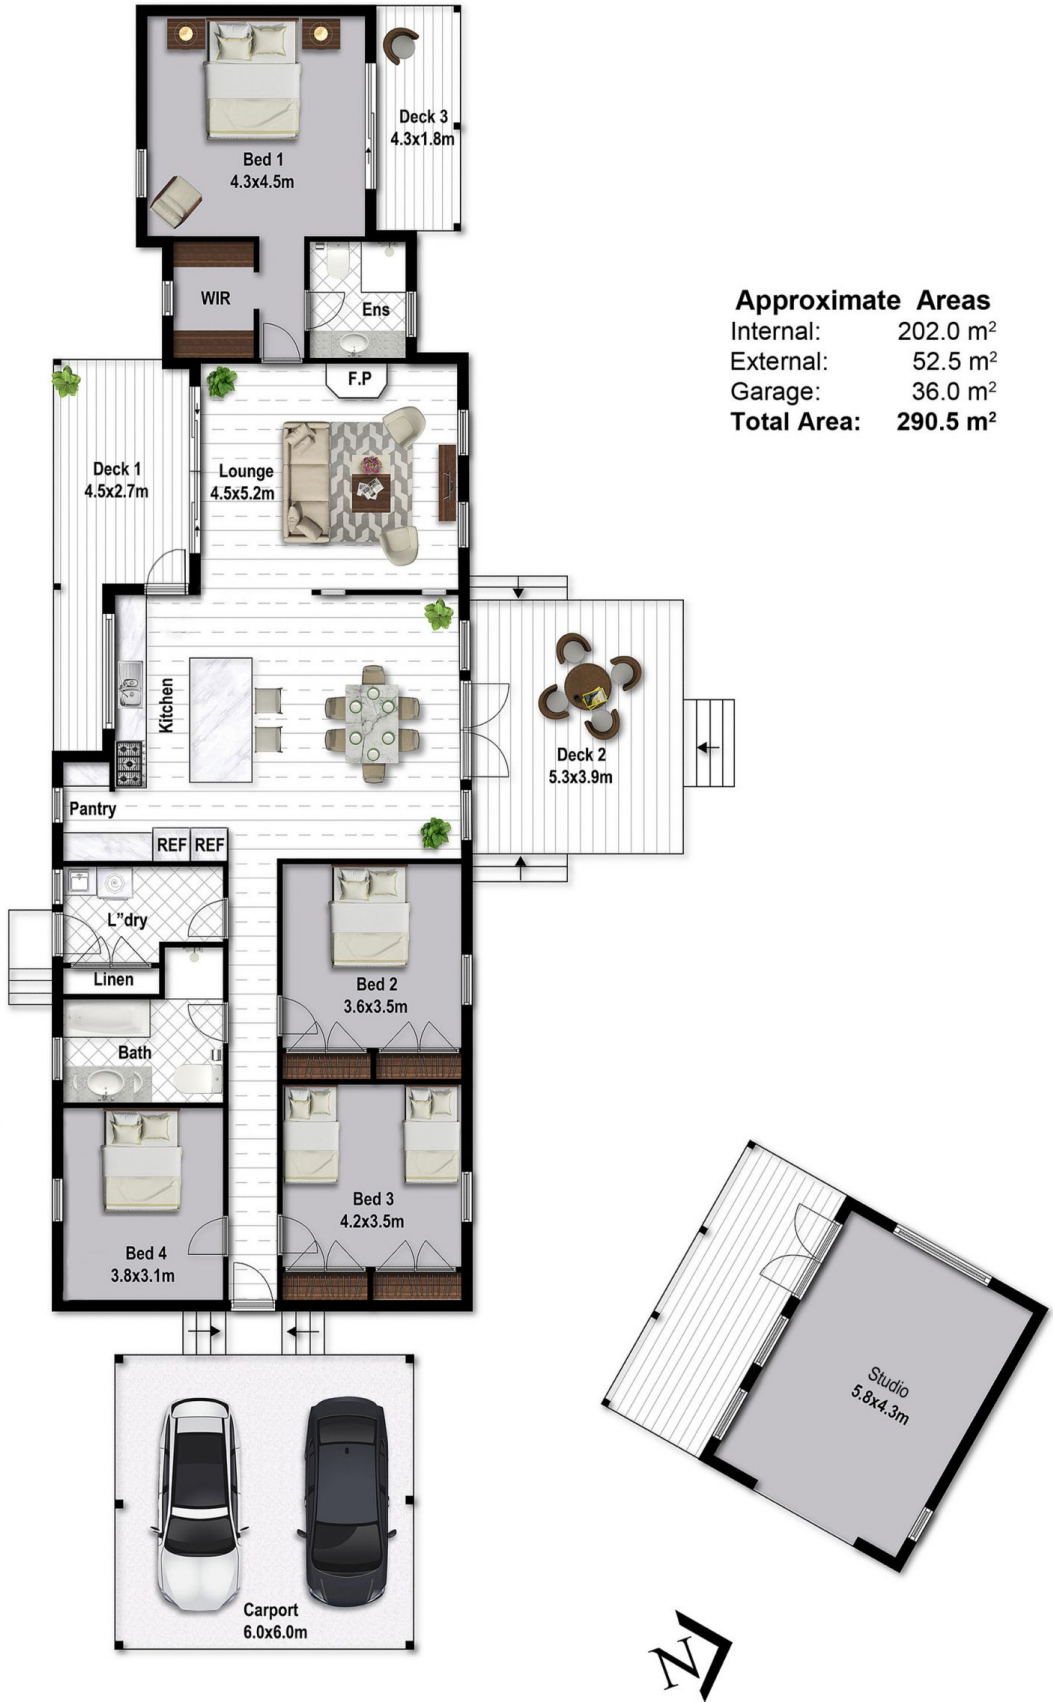 Deck 3
4.3x1.8m
Bed 1
4.3x4.5m
WIR
Ens
Approximate Areas
Internal: 202.0 m²
External: 52.5 m²
Garage: 36.0 m²
Total Area: 290.5 m²
F.P
Deck 1
4.5x2.7m
Lounge
4.5x5.2m
Kitchen
Deck 2
5.3x3.9m
Pantry
REF REF
L"dry
Linen
Bed 2
3.6x3.5m
Bath
Bed 3
4.2x3.5m
Bed 4
3.8x3.1m
Studio
5.8x4.3m
Carport
6.0x6.0m
N